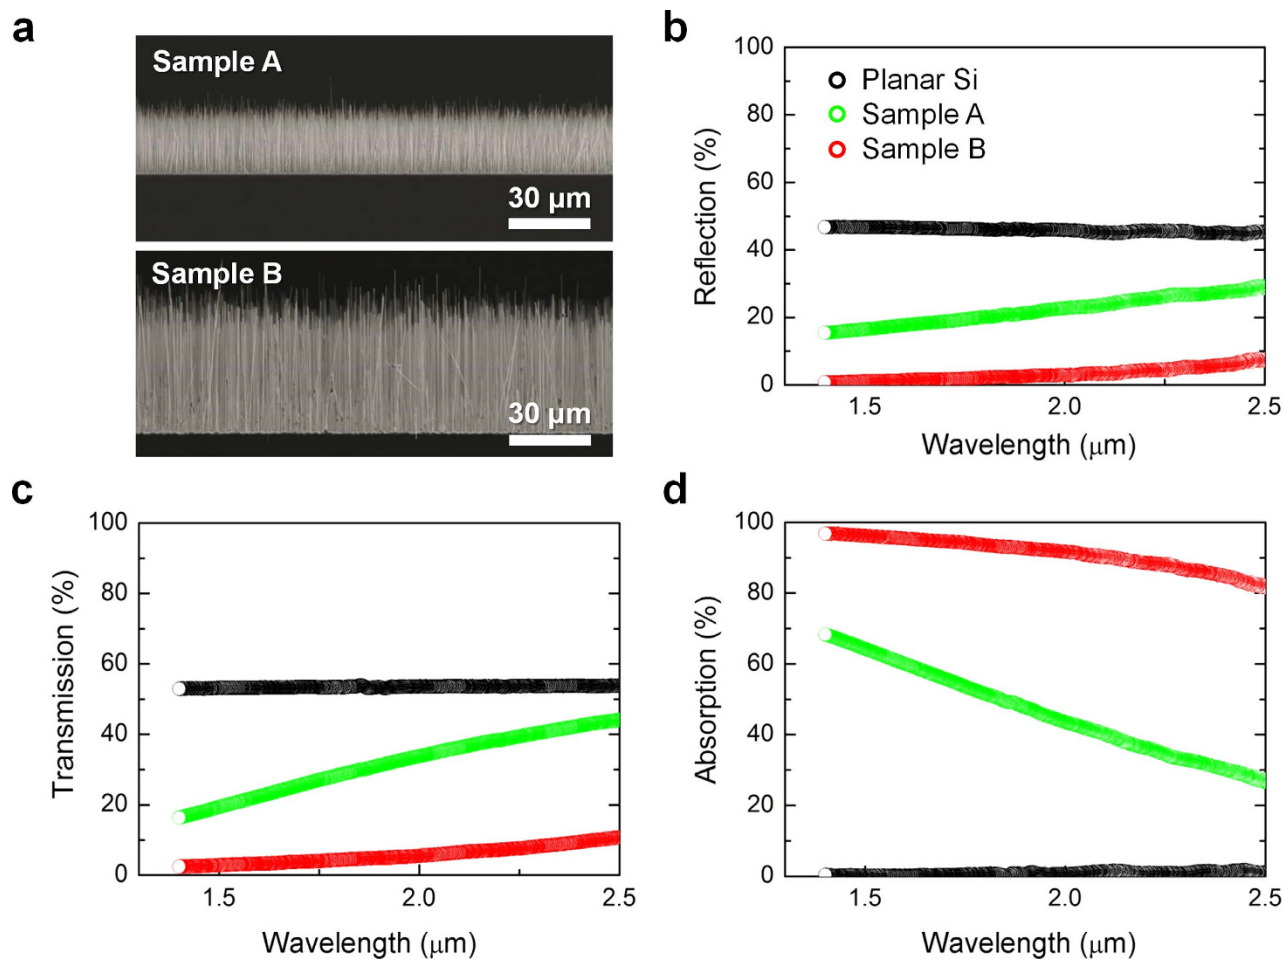 a
Sample A
30 μm
Sample B
30 μm
b
100
80
60
40
20
0
Reflection (%)
Planar Si
Sample A
Sample B
1.5
2.0
2.5
Wavelength (μm)
c
100
80
60
40
20
0
Transmission (%)
1.5
2.0
2.5
Wavelength (μm)
d
100
80
60
40
20
0
Absorption (%)
1.5
2.0
2.5
Wavelength (μm)